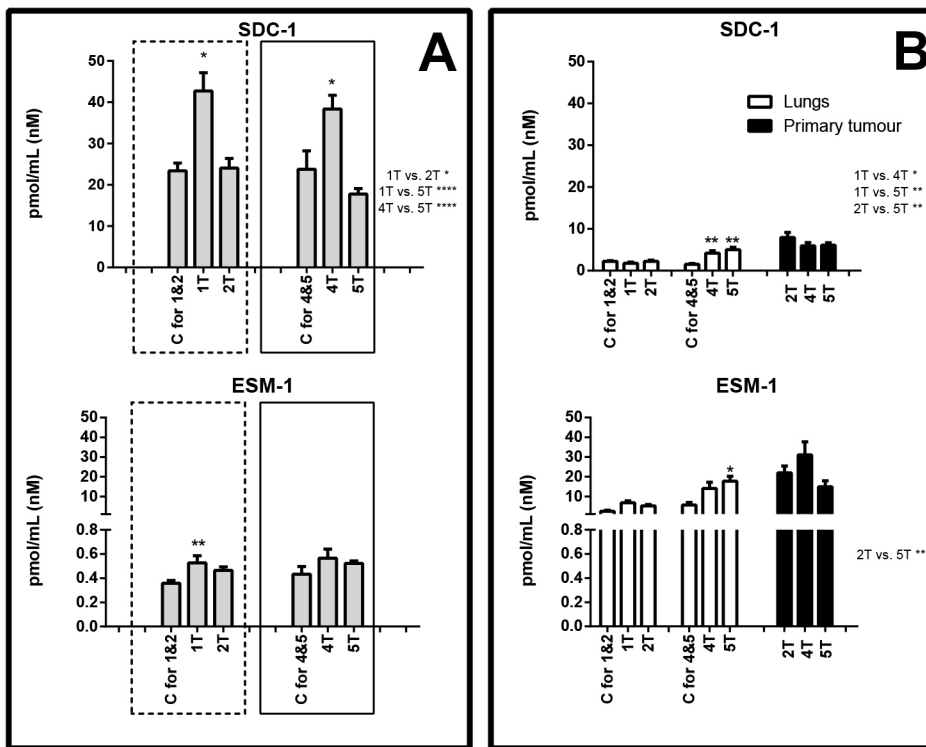 A
SDC-1
pmol/mL (nM)
50
40
30
20
10
0
*
*
C for 1&2
1T
2T
C for 4&5
4T
5T
1T vs. 2T *
1T vs. 5T ****
4T vs. 5T ****
ESM-1
pmol/mL (nM)
50
40
30
20
10
0.8
0.6
0.4
0.2
0.0
**
C for 1&2
1T
2T
C for 4&5
4T
5T
B
SDC-1
pmol/mL (nM)
50
40
30
20
10
0
Lungs
Primary tumour
** **
C for 1&2
1T
2T
C for 4&5
4T
5T
2T
4T
5T
1T vs. 4T *
1T vs. 5T **
2T vs. 5T **
ESM-1
pmol/mL (nM)
50
40
30
20
10
0.8
0.6
0.4
0.2
0.0
*
C for 1&2
1T
2T
C for 4&5
4T
5T
2T
4T
5T
2T vs. 5T **